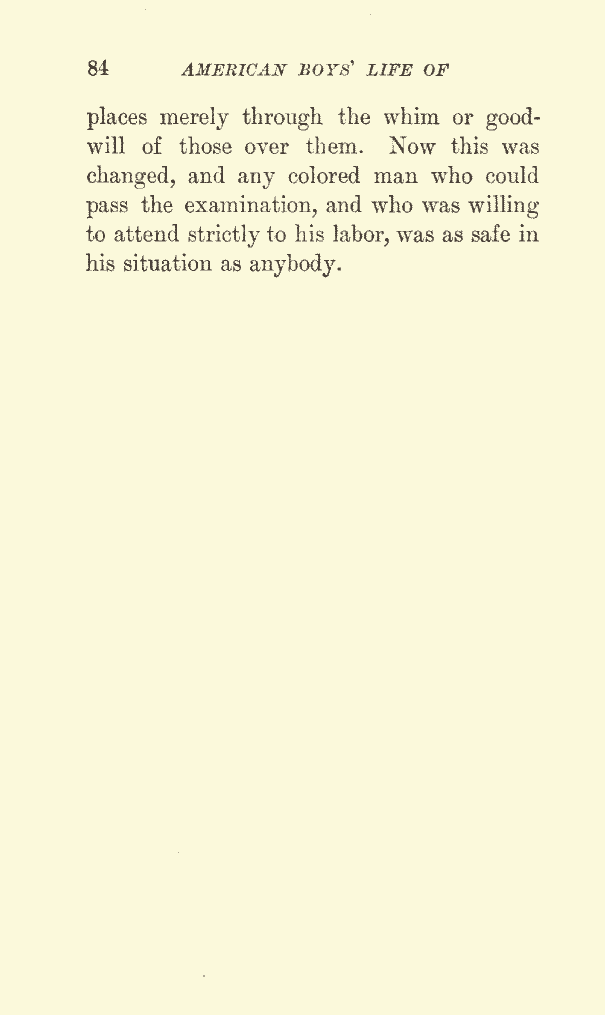 84 AMERICAN BOYS' LIFE OF
places merely through the whim or good-
will of those over them. Now this was
changed, and any colored man who could
pass the examination, and who was willing
to attend strictly to his labor, was as safe in
his situation as anybody.